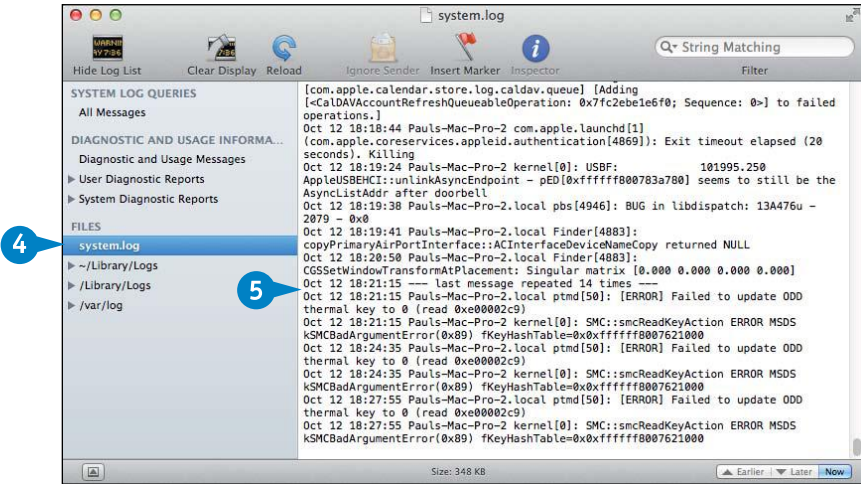 system.log
Hide Log List
Clear Display
Reload
Ignore Sender
Insert Marker
Inspector
String Matching
Filter
SYSTEM LOG QUERIES
All Messages
DIAGNOSTIC AND USAGE INFORMA...
Diagnostic and Usage Messages
User Diagnostic Reports
System Diagnostic Reports
FILES
4
system.log
~/Library/Logs
/Library/Logs
/var/log
5
[com.apple.calendar.store.log.caldav.queue] [Adding
[<CalDAVAccountRefreshQueueableOperation: 0x7fc2ebe1e6f0; Sequence: 0>] to failed
operations.]
Oct 12 18:18:44 Pauls-Mac-Pro-2 com.apple.launchd[1]
(com.apple.coreservices.appleid.authentication[4869]): Exit timeout elapsed (20
seconds). Killing
Oct 12 18:19:24 Pauls-Mac-Pro-2 kernel[0]: USBF: 101995.250
AppleUSBEHCI::unlinkAsyncEndpoint - pED[0xffffff800783a780] seems to still be the
AsyncListAddr after doorbell
Oct 12 18:19:38 Pauls-Mac-Pro-2.local pbs[4946]: BUG in libdispatch: 13A476u -
2079 - 0x0
Oct 12 18:19:41 Pauls-Mac-Pro-2.local Finder[4883]:
copyPrimaryAirPortInterface::ACInterfaceDeviceNameCopy returned NULL
Oct 12 18:20:50 Pauls-Mac-Pro-2.local Finder[4883]:
CGSSetWindowTransformAtPlacement: Singular matrix [0.000 0.000 0.000 0.000]
Oct 12 18:21:15 --- last message repeated 14 times ---
Oct 12 18:21:15 Pauls-Mac-Pro-2.local ptmd[50]: [ERROR] Failed to update ODD
thermal key to 0 (read 0xe00002c9)
Oct 12 18:21:15 Pauls-Mac-Pro-2 kernel[0]: SMC::smcReadKeyAction ERROR MSDS
kSMCBadArgumentError(0x89) fKeyHashTable=0x0xffffff8007621000
Oct 12 18:24:35 Pauls-Mac-Pro-2.local ptmd[50]: [ERROR] Failed to update ODD
thermal key to 0 (read 0xe00002c9)
Oct 12 18:24:35 Pauls-Mac-Pro-2 kernel[0]: SMC::smcReadKeyAction ERROR MSDS
kSMCBadArgumentError(0x89) fKeyHashTable=0x0xffffff8007621000
Oct 12 18:27:55 Pauls-Mac-Pro-2.local ptmd[50]: [ERROR] Failed to update ODD
thermal key to 0 (read 0xe00002c9)
Oct 12 18:27:55 Pauls-Mac-Pro-2 kernel[0]: SMC::smcReadKeyAction ERROR MSDS
kSMCBadArgumentError(0x89) fKeyHashTable=0x0xffffff8007621000
Size: 348 KB
Earlier
Later
Now